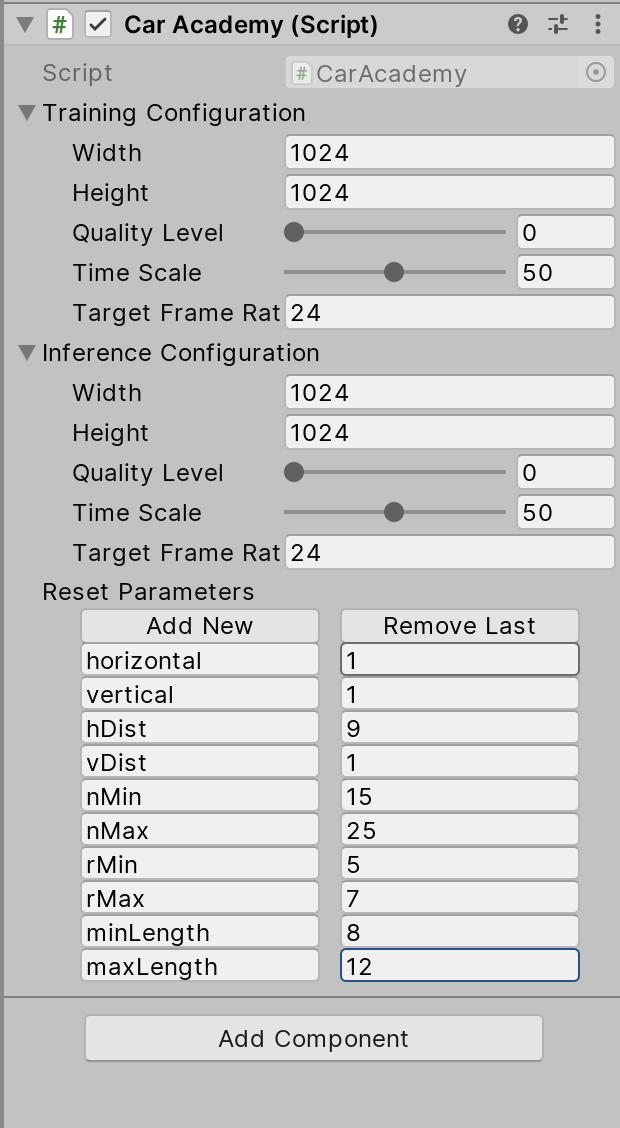 # Car Academy (Script)
Script # CarAcademy
Training Configuration
Width 1024
Height 1024
Quality Level 0
Time Scale 50
Target Frame Rat 24
Inference Configuration
Width 1024
Height 1024
Quality Level 0
Time Scale 50
Target Frame Rat 24
Reset Parameters
Add New Remove Last
horizontal 1
vertical 1
hDist 9
vDist 1
nMin 15
nMax 25
rMin 5
rMax 7
minLength 8
maxLength 12
Add Component